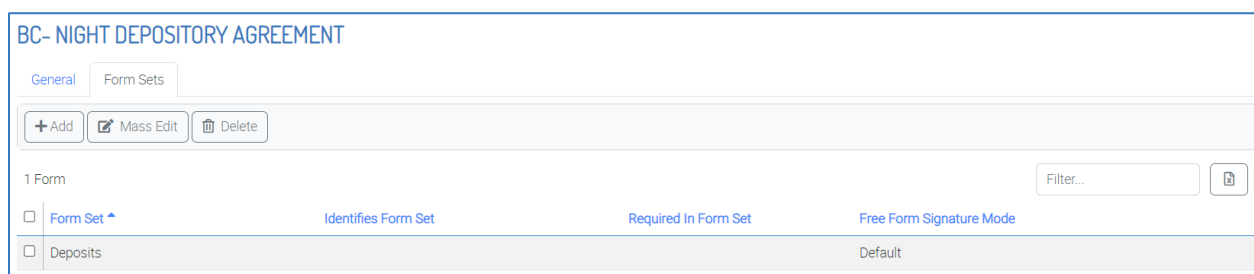 BC- NIGHT DEPOSITORY AGREEMENT
General Form Sets
+ Add Mass Edit Delete
1 Form Filter...
Form Set Identifies Form Set Required In Form Set Free Form Signature Mode
Deposits Default